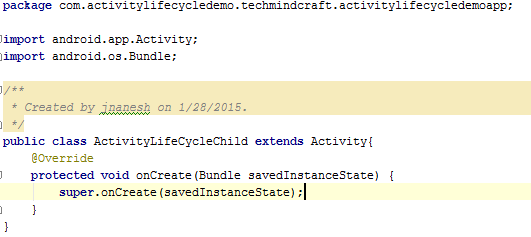 package com.activitylifecycledemo.techmindcraft.activitylifecycledemoapp;
import android.app.Activity;
import android.os.Bundle;
/**
 * Created by jnanesh on 1/28/2015.
 */
public class ActivityLifeCycleChild extends Activity{
    @Override
    protected void onCreate(Bundle savedInstanceState) {
        super.onCreate(savedInstanceState);
    }
}